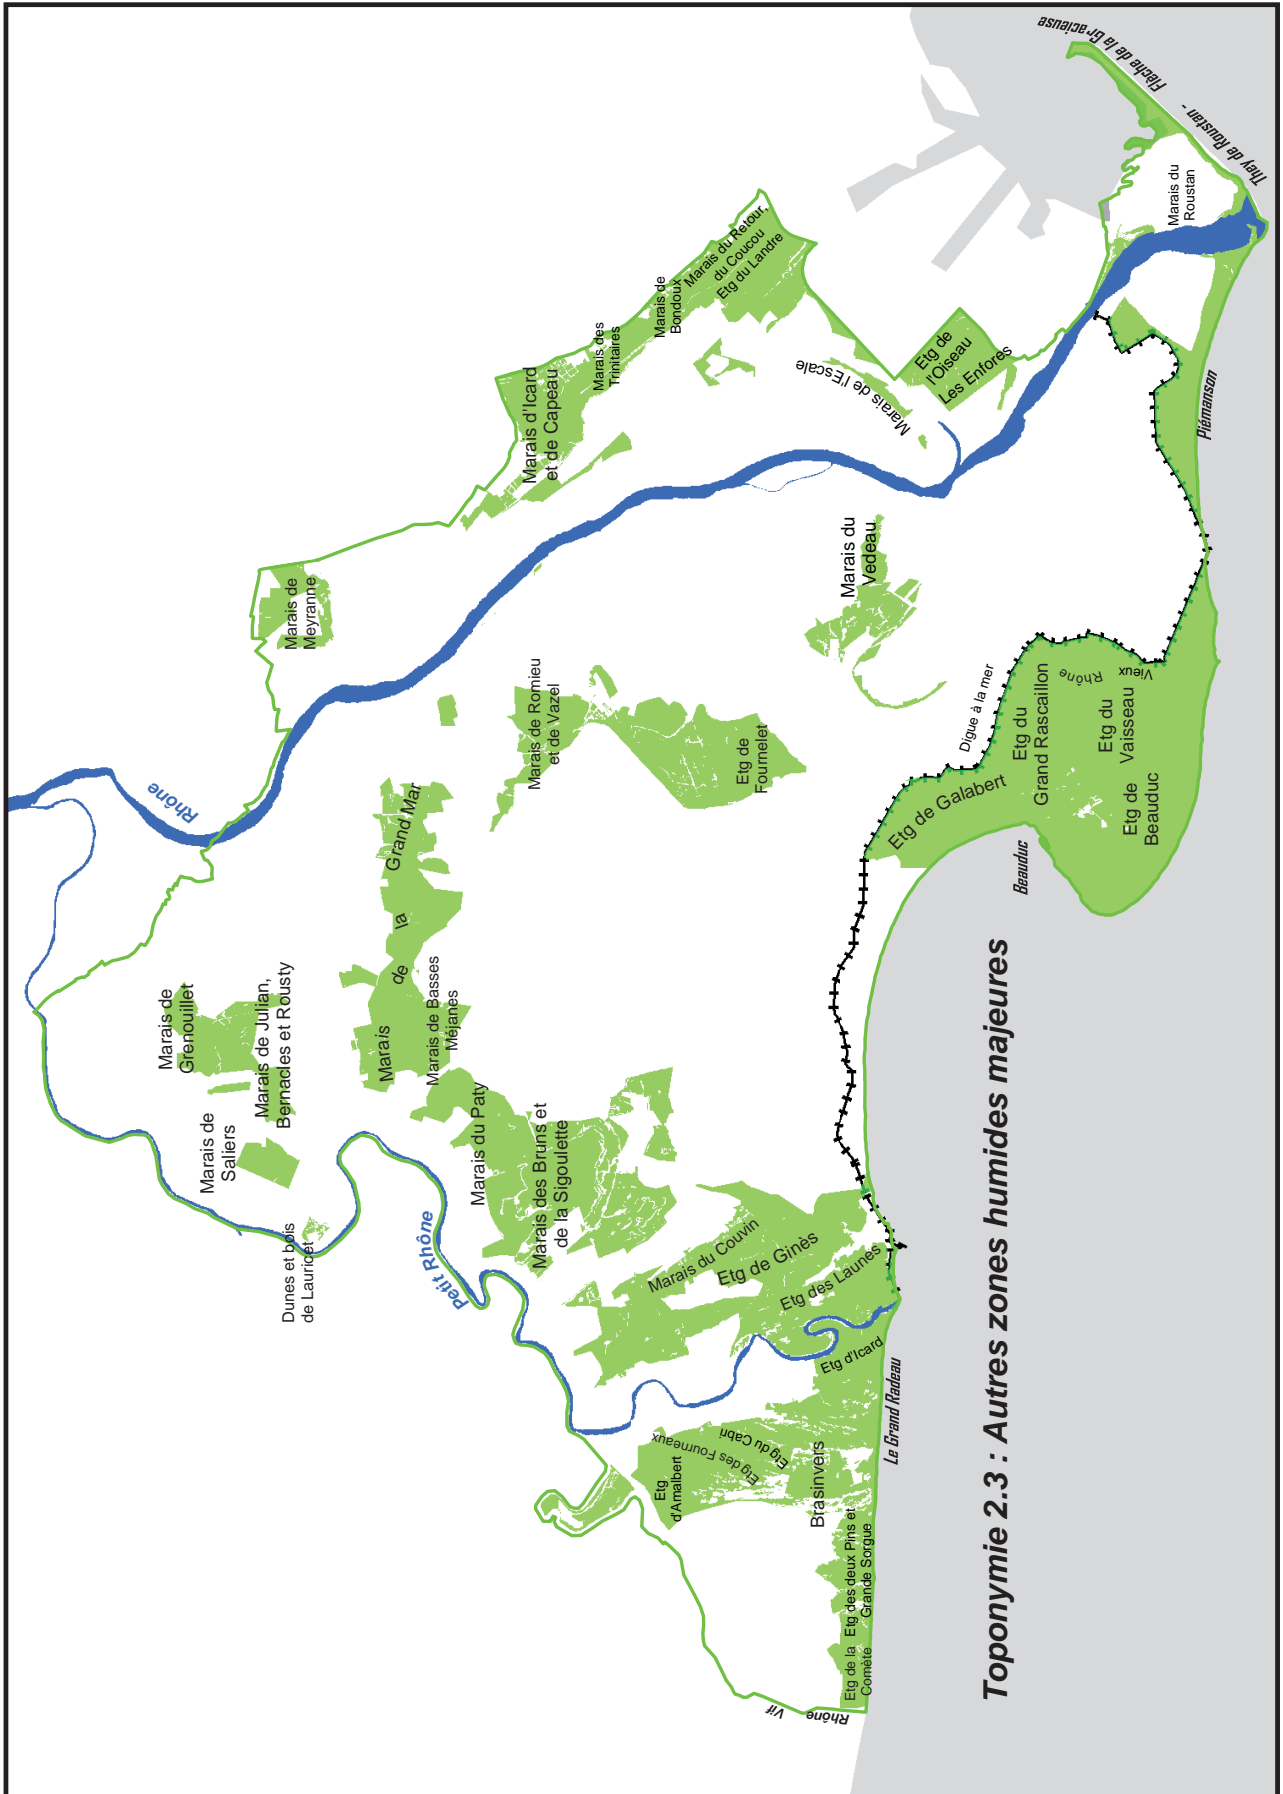 Toponymie 2.3 : Autres zones humides majeures
Rhône
Petit Rhône
Marais de
Grenouillet
Marais de Julian,
Bernacles et Rousty
Marais de
Saliers
Dunes et bois
de Lauricet
Marais de
Meyranne
Marais de la Grand Mar
Marais de Basses
Méjanes
Marais du Paty
Marais des Bruns et
de la Sigoulette
Marais d'Icard
et de Capeau
Marais des
Trinitaires
Marais de
Bondoux
Marais du Retour,
du Coucou
Etg du Landre
Marais de Romieu
et de Vazel
Etg de
Fournelet
Marais de l'Escale
Etg de
l'Oiseau
Les Enfores
Marais du
Vedeau
Marais du
Roustan
They de Roustan -
Flèche de la Gracieuse
Piémanson
Digue à la mer
Etg du
Grand Rascaillon
Vieux
Rhône
Etg du
Vaisseau
Etg de
Beauduc
Etg de Galabert
Beauduc
Marais du Couvin
Etg de Ginès
Etg des Launes
Etg d'Icard
Le Grand Radeau
Etg du Cabri
Etg des Fourneaux
Etg
d'Amalbert
Brasinvers
Etg des deux Pins et
Grande Sorgue
Etg de la
Comète
Rhône
Vif